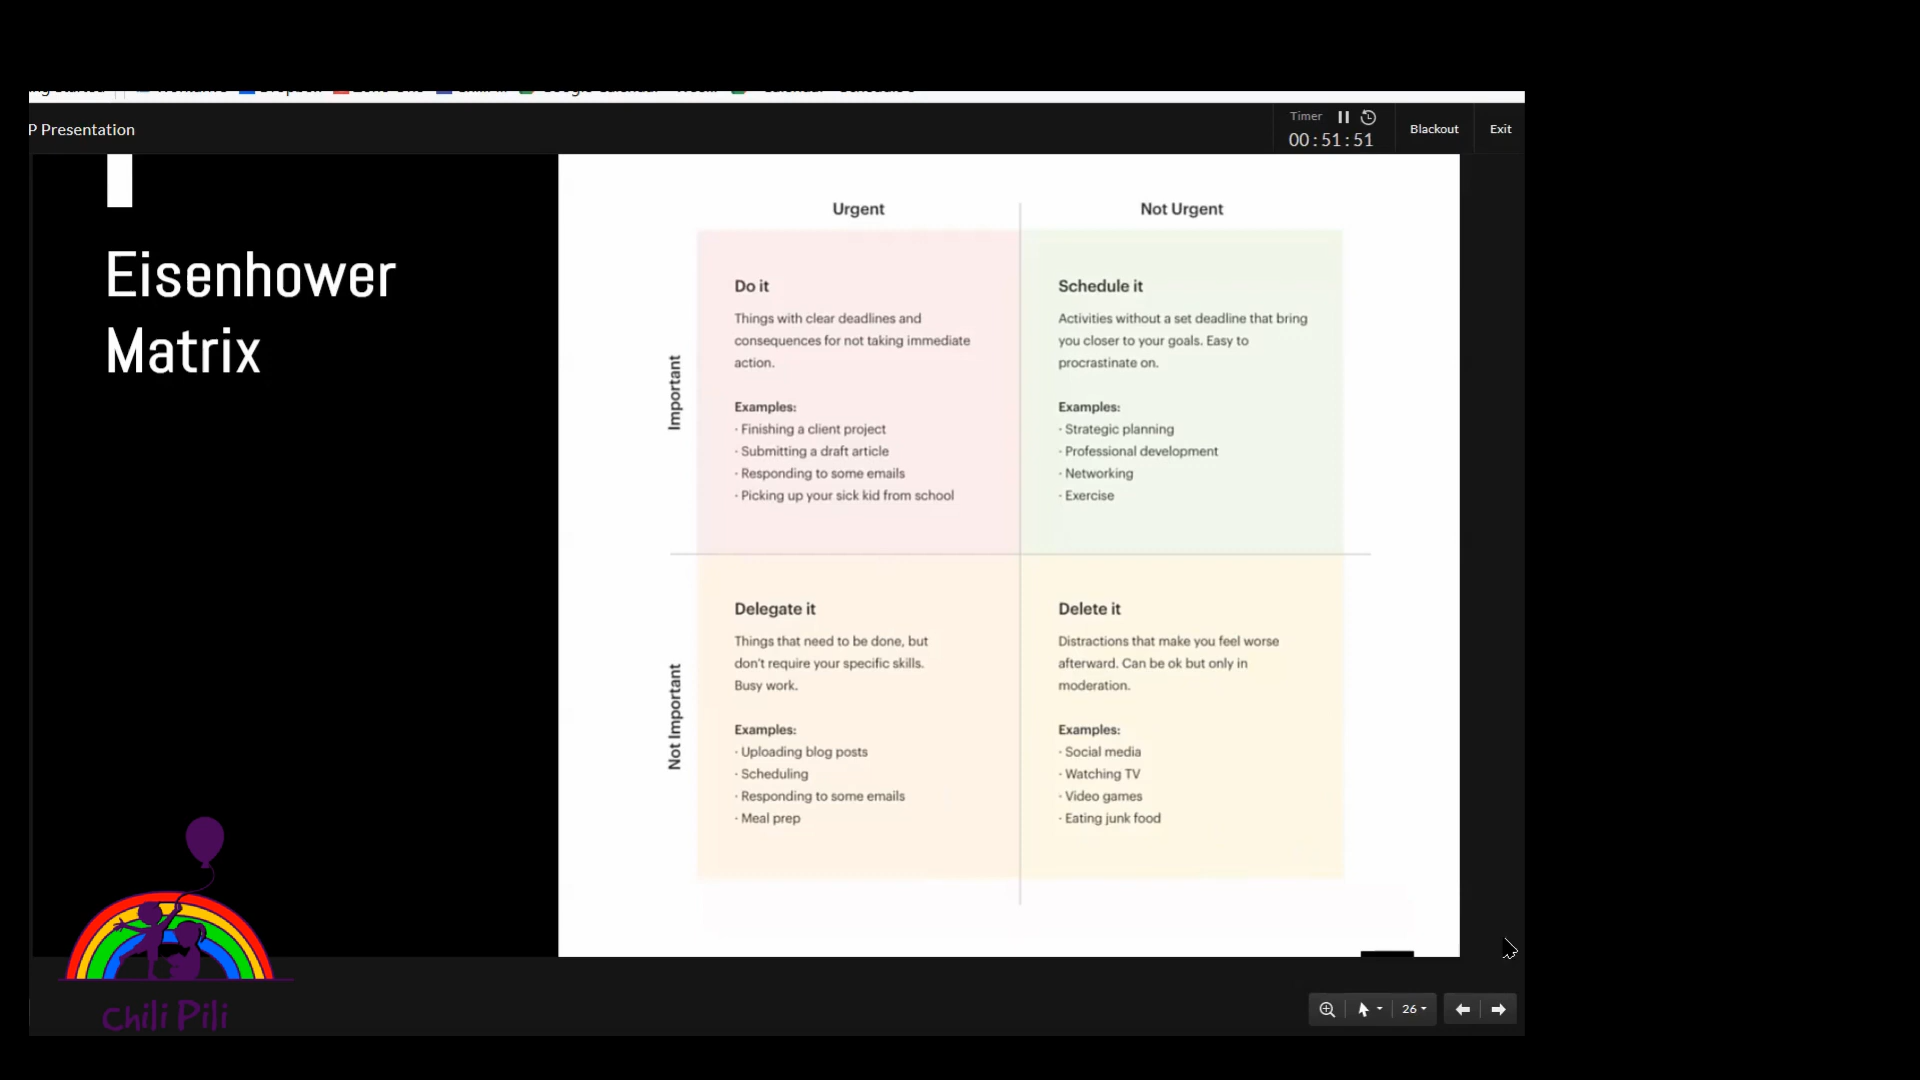 P Presentation
Timer
00:51:51
Blackout
Exit
Eisenhower
Matrix
Urgent
Not Urgent
Important
Do it
Things with clear deadlines and
consequences for not taking immediate
action.
Examples:
· Finishing a client project
· Submitting a draft article
· Responding to some emails
· Picking up your sick kid from school
Schedule it
Activities without a set deadline that bring
you closer to your goals. Easy to
procrastinate on.
Examples:
· Strategic planning
· Professional development
· Networking
· Exercise
Not Important
Delegate it
Things that need to be done, but
don't require your specific skills.
Busy work.
Examples:
· Uploading blog posts
· Scheduling
· Responding to some emails
· Meal prep
Delete it
Distractions that make you feel worse
afterward. Can be ok but only in
moderation.
Examples:
· Social media
· Watching TV
· Video games
· Eating junk food
Chili Pili
26